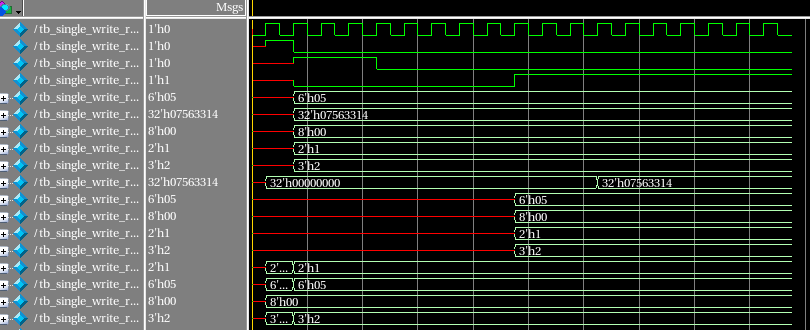 Msgs
/tb_single_write_r... 1'h0
/tb_single_write_r... 1'h0
/tb_single_write_r... 1'h0
/tb_single_write_r... 1'h1
/tb_single_write_r... 6'h05 6'h05
/tb_single_write_r... 32'h07563314 32'h07563314
/tb_single_write_r... 8'h00 8'h00
/tb_single_write_r... 2'h1 2'h1
/tb_single_write_r... 3'h2 3'h2
/tb_single_write_r... 32'h07563314 32'h00000000 32'h07563314
/tb_single_write_r... 6'h05 6'h05
/tb_single_write_r... 8'h00 8'h00
/tb_single_write_r... 2'h1 2'h1
/tb_single_write_r... 3'h2 3'h2
/tb_single_write_r... 2'h1 2'... 2'h1
/tb_single_write_r... 6'h05 6'... 6'h05
/tb_single_write_r... 8'h00 8'h00
/tb_single_write_r... 3'h2 3'... 3'h2